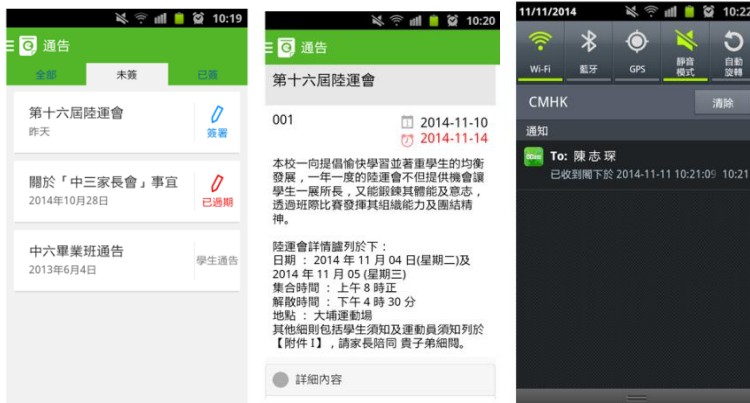 10:19
通告
全部 未簽 已簽
第十六屆陸運會
昨天
簽署
關於「中三家長會」事宜
2014年10月28日
已過期
中六畢業班通告
2013年6月4日
學生通告
10:20
通告
第十六屆陸運會
001
2014-11-10
2014-11-14
本校一向提倡愉快學習並著重學生的均衡
發展，一年一度的陸運會不但提供機會讓
學生一展所長，又能鍛鍊其體能及意志，
透過班際比賽發揮其組織能力及團結精
神。
陸運會詳情臚列於下：
日期 ： 2014 年 11 月 04 日(星期二)及
2014 年 11 月 05 (星期三)
集合時間 ： 上午 8 時正
解散時間 ： 下午 4 時 30 分
地點 ： 大埔運動場
其他細則包括學生須知及運動員須知列於
【附件 I】，請家長陪同 貴子弟細閱。
詳細內容
11/11/2014 10:22
Wi-Fi 藍牙 GPS 靜音模式 自動旋轉
CMHK 清除
通知
To: 陳志琛
已收到閣下於 2014-11-11 10:21:09 10:21